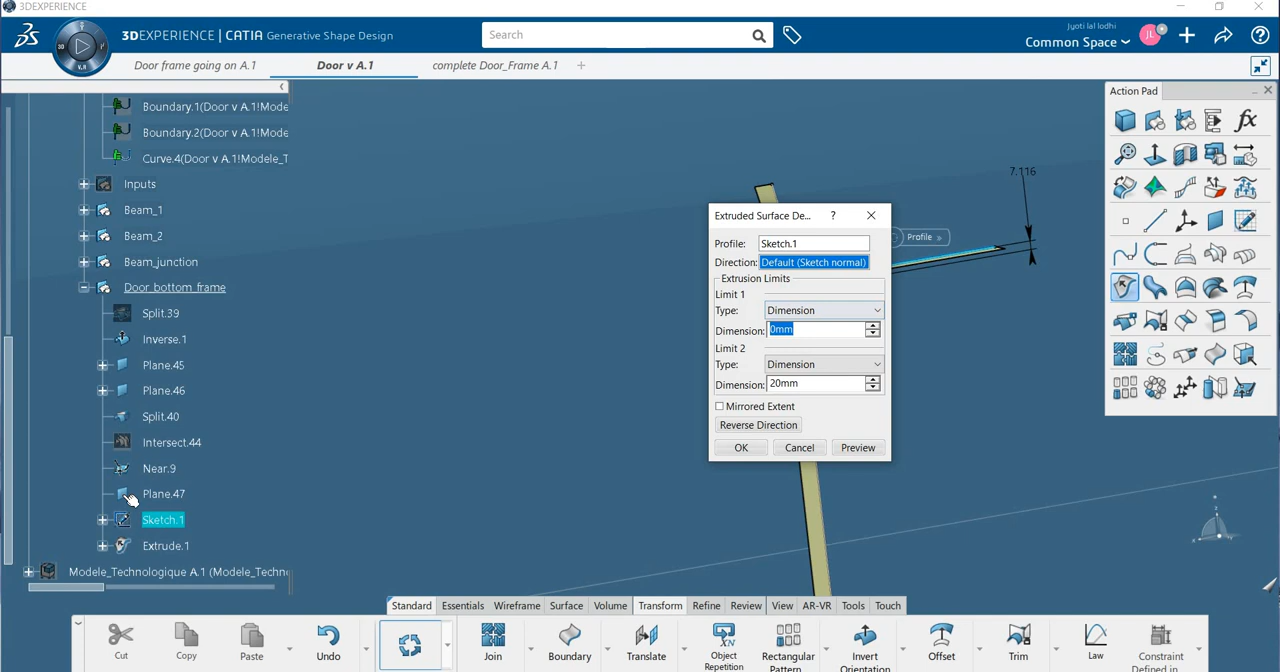 3DEXPERIENCE
3DEXPERIENCE | CATIA Generative Shape Design
Search
Jyoti lal lodhi
Common Space
JL
Door frame going on A.1
Door v A.1
complete Door_Frame A.1
Action Pad
Boundary.1(Door v A.1!Mode
Boundary.2(Door v A.1!Mode
Curve.4(Door v A.1!Modele_T
Inputs
Beam_1
Beam_2
Beam_junction
Door_bottom_frame
Split.39
Inverse.1
Plane.45
Plane.46
Split.40
Intersect.44
Near.9
Plane.47
Sketch.1
Extrude.1
Modele_Technologique A.1 (Modele_Techn
7.116
Profile »
Extruded Surface De... ?
Profile: Sketch.1
Direction: Default (Sketch normal)
Extrusion Limits
Limit 1
Type: Dimension
Dimension: 0mm
Limit 2
Type: Dimension
Dimension: 20mm
Mirrored Extent
Reverse Direction
OK Cancel Preview
Standard Essentials Wireframe Surface Volume Transform Refine Review View AR-VR Tools Touch
Cut Copy Paste Undo Join Boundary Translate Object Repetition Rectangular Pattern Invert Orientation Offset Trim Law Constraint